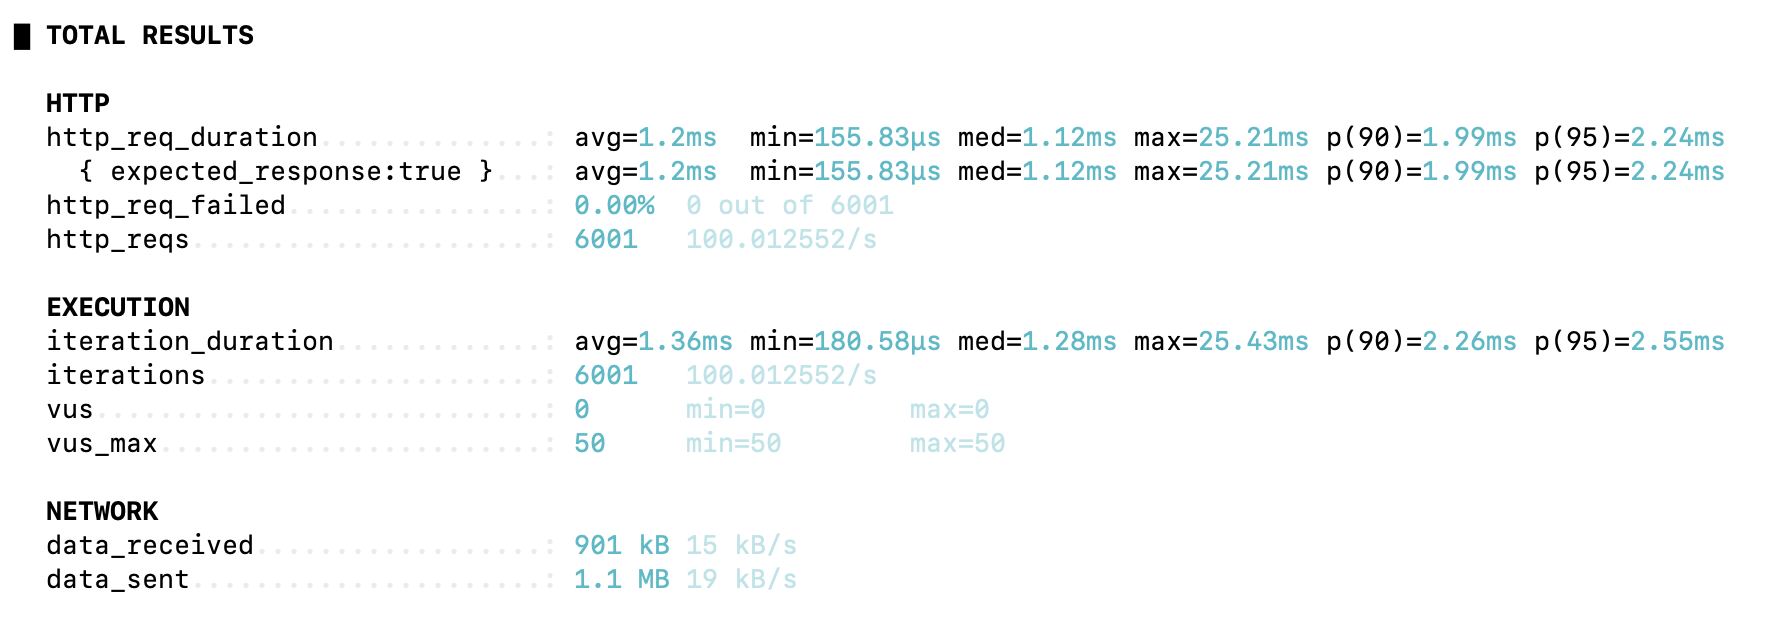 █ TOTAL RESULTS
HTTP
http_req_duration..............: avg=1.2ms  min=155.83µs med=1.12ms max=25.21ms p(90)=1.99ms p(95)=2.24ms
{ expected_response:true }...: avg=1.2ms  min=155.83µs med=1.12ms max=25.21ms p(90)=1.99ms p(95)=2.24ms
http_req_failed................: 0.00%  0 out of 6001
http_reqs......................: 6001   100.012552/s
EXECUTION
iteration_duration.............: avg=1.36ms min=180.58µs med=1.28ms max=25.43ms p(90)=2.26ms p(95)=2.55ms
iterations.....................: 6001   100.012552/s
vus............................: 0      min=0         max=0
vus_max........................: 50     min=50        max=50
NETWORK
data_received..................: 901 kB 15 kB/s
data_sent......................: 1.1 MB 19 kB/s